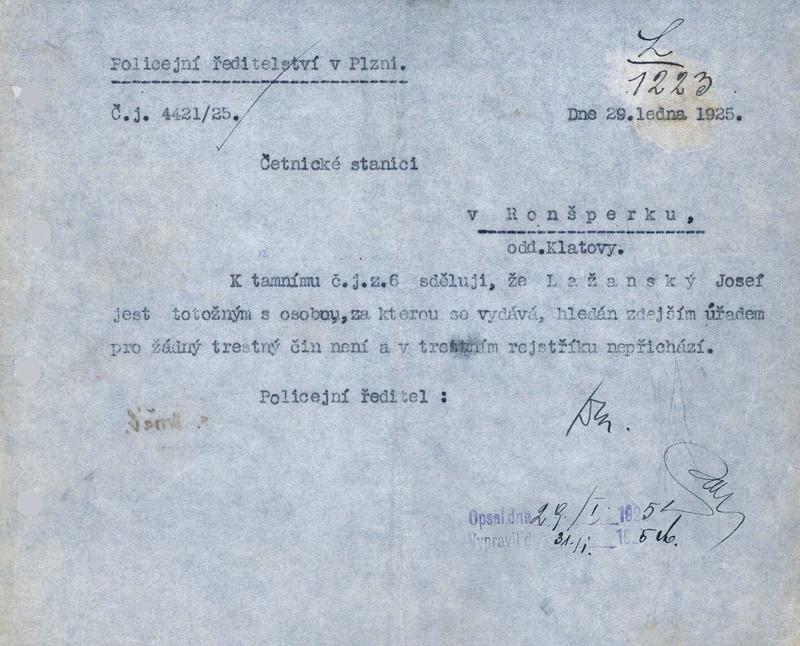 L
1223
Policejní ředitelství v Plzni.
Č.j. 4421/25.
Dne 29.ledna 1925.
Četnické stanici
v Ronšperku,
odd.Klatovy.
K tamnímu č.j.z.6 sděluji, že Lažanský Josef
jest totožným s osobou,za kterou se vydává, hledán zdejším úřadem
pro žádný trestný čin není a v trestním rejstříku nepřichází.
Policejní ředitel :
Opsal dne 29/I. 1925
Vypravil d 31./I. 1925